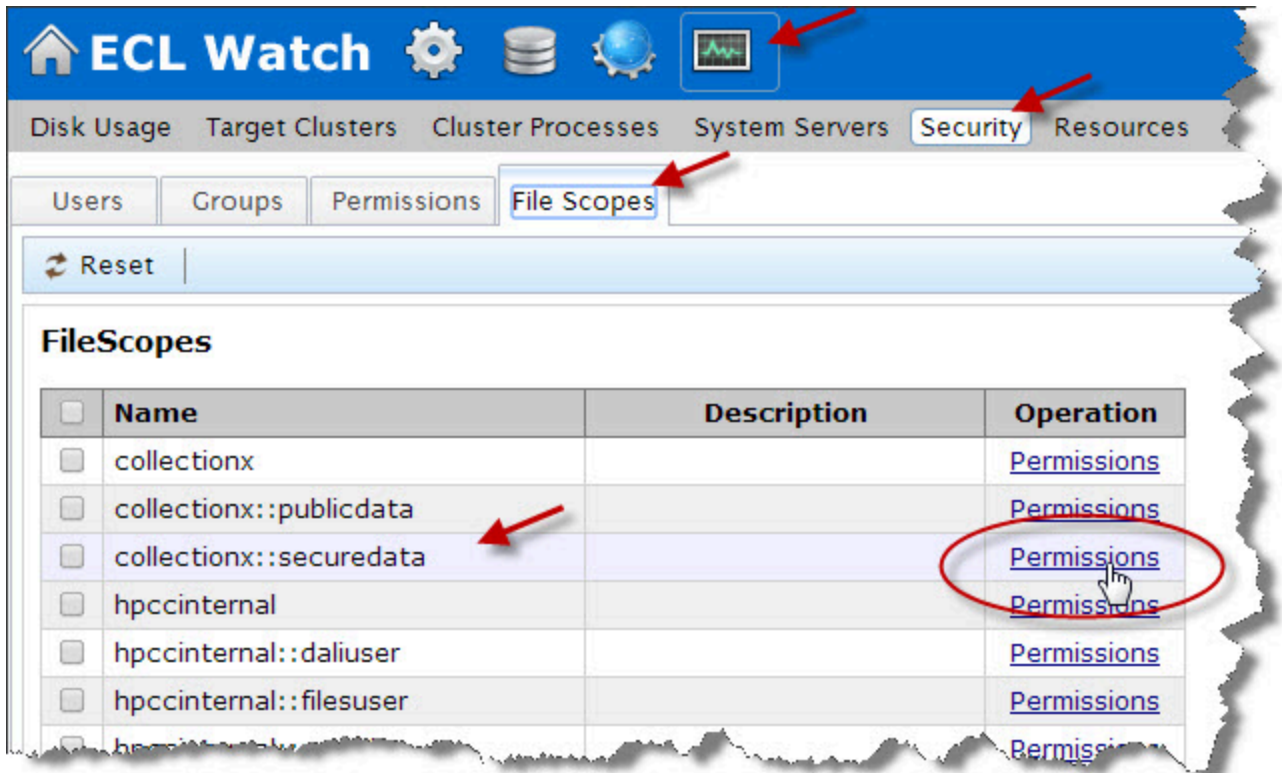 ECL Watch
Disk Usage Target Clusters Cluster Processes System Servers Security Resources
Users Groups Permissions File Scopes
Reset
FileScopes
Name Description Operation
collectionx Permissions
collectionx::publicdata Permissions
collectionx::securedata Permissions
hpccinternal Permissions
hpccinternal::daliuser Permissions
hpccinternal::filesuser Permissions